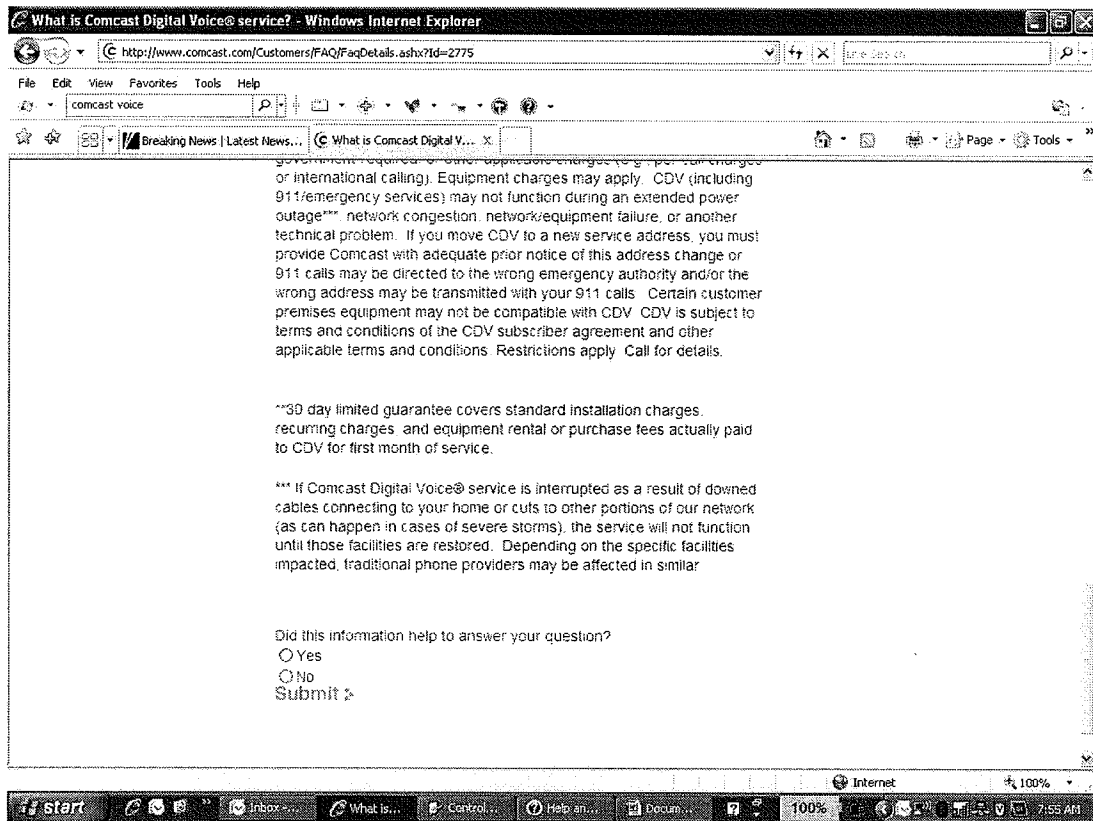 What is Comcast Digital Voice® service? - Windows Internet Explorer
http://www.comcast.com/Customers/FAQ/FaqDetails.ashx?Id=2775
File Edit View Favorites Tools Help
comcast voice
Breaking News | Latest News... What is Comcast Digital V... X Page Tools
government required or other applicable charges (e.g., per call charges
or international calling). Equipment charges may apply. CDV (including
911/emergency services) may not function during an extended power
outage***, network congestion, network/equipment failure, or another
technical problem. If you move CDV to a new service address, you must
provide Comcast with adequate prior notice of this address change or
911 calls may be directed to the wrong emergency authority and/or the
wrong address may be transmitted with your 911 calls. Certain customer
premises equipment may not be compatible with CDV. CDV is subject to
terms and conditions of the CDV subscriber agreement and other
applicable terms and conditions. Restrictions apply. Call for details.
**30 day limited guarantee covers standard installation charges,
recurring charges, and equipment rental or purchase fees actually paid
to CDV for first month of service.
*** If Comcast Digital Voice® service is interrupted as a result of downed
cables connecting to your home or cuts to other portions of our network
(as can happen in cases of severe storms), the service will not function
until those facilities are restored. Depending on the specific facilities
impacted, traditional phone providers may be affected in similar
Did this information help to answer your question?
Yes
No
Submit
Internet 100%
start Inbox -... What is... Control... Help an... Docum... 100% 7:55 AM